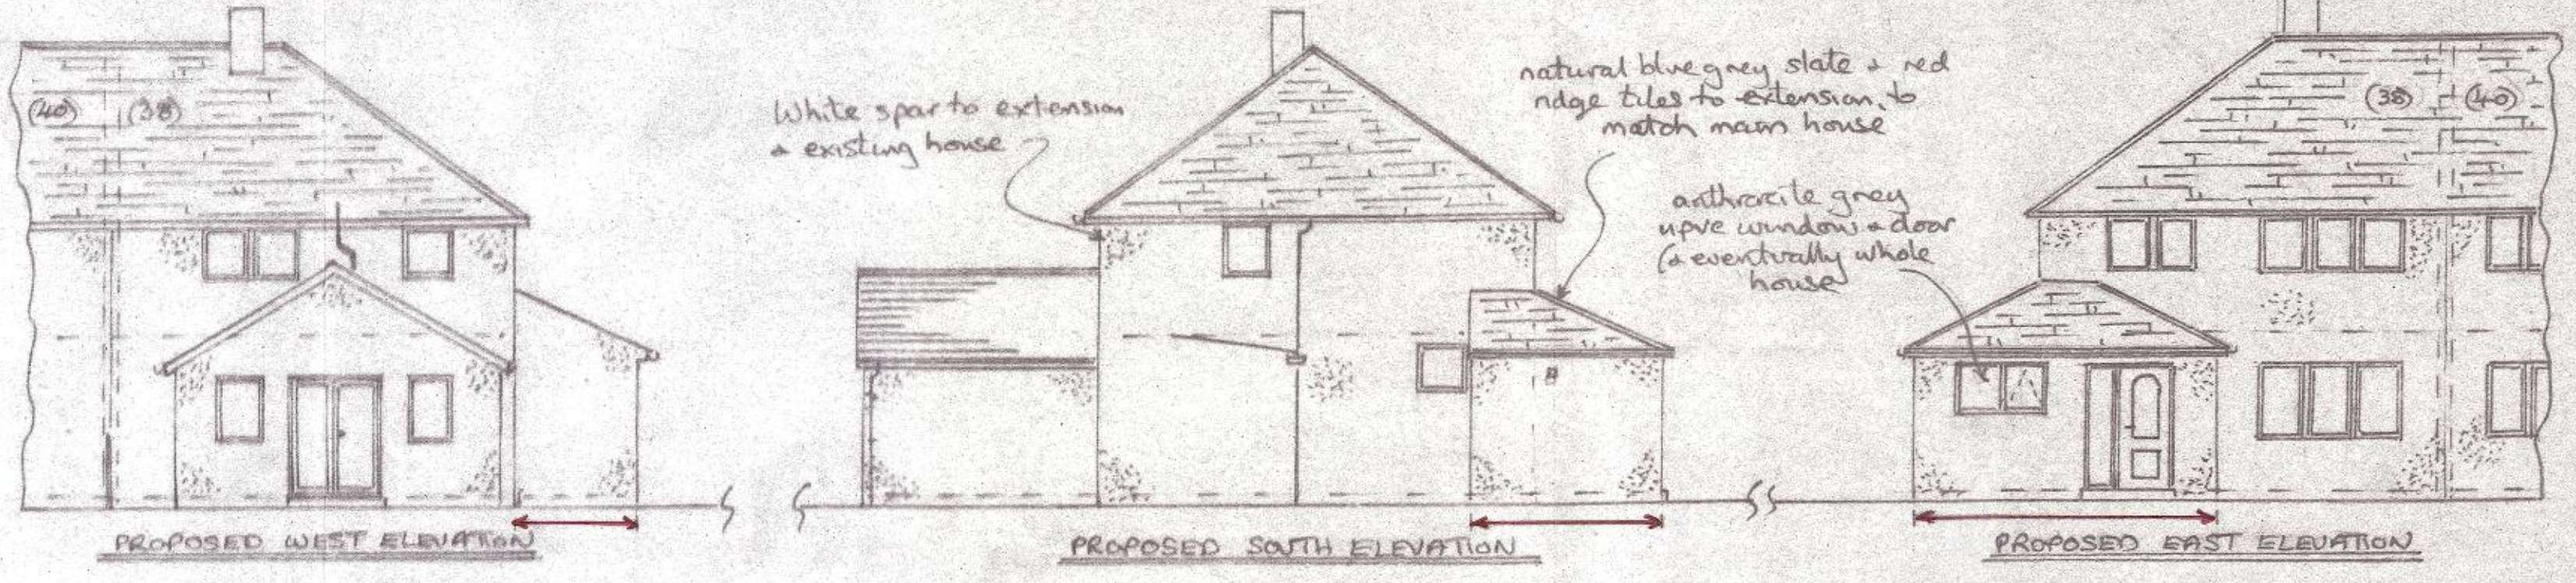 (40) (38)
White spar to extension
& existing house
natural blue grey slate & red
ridge tiles to extension, to
match main house
anthracite grey
upvc window & door
(& eventually whole
house
(38) (40)
PROPOSED WEST ELEVATION
PROPOSED SOUTH ELEVATION
PROPOSED EAST ELEVATION